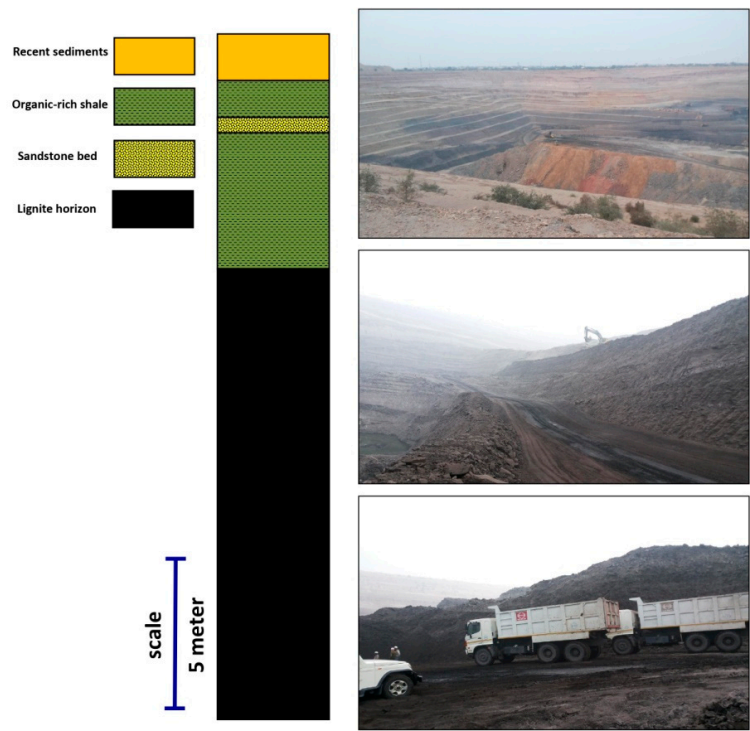 Recent sediments
Organic-rich shale
Sandstone bed
Lignite horizon
scale
5 meter